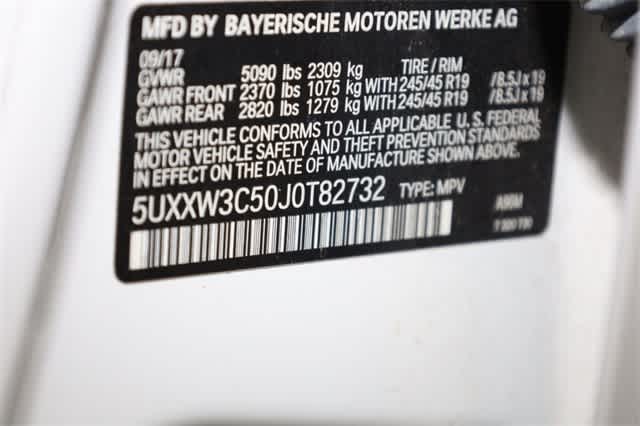 MFD BY BAYERISCHE MOTOREN WERKE AG
09/17 TIRE / RIM
GVWR 5090 lbs 2309 kg
GAWR FRONT 2370 lbs 1075 kg WITH 245/45 R19 /8.5J x 19
GAWR REAR 2820 lbs 1279 kg WITH 245/45 R19 /8.5J x 19
THIS VEHICLE CONFORMS TO ALL APPLICABLE U.S. FEDERAL
MOTOR VEHICLE SAFETY AND THEFT PREVENTION STANDARDS
IN EFFECT ON THE DATE OF MANUFACTURE SHOWN ABOVE.
5UXXW3C50J0T82732 TYPE: MPV A90M